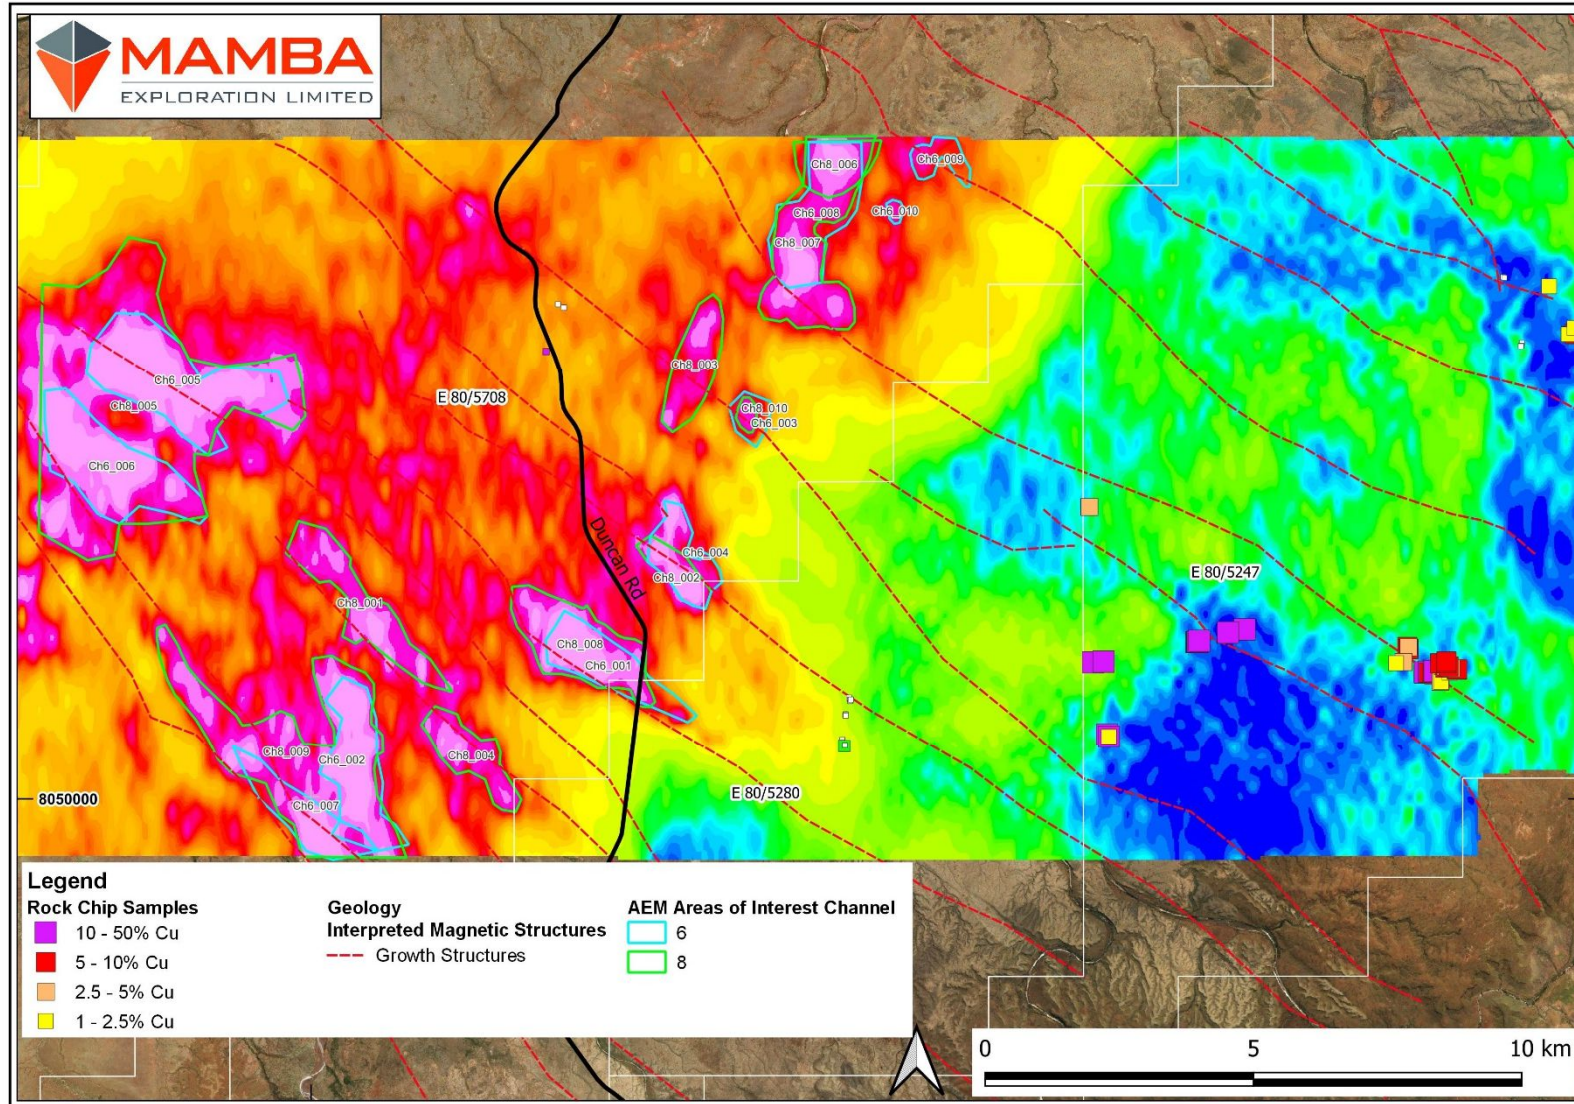 MAMBA
EXPLORATION LIMITED
Ch8_006
Ch6_009
Ch6_008
Ch6_010
Ch8_007
Ch8_003
Ch6_005
E 80/5708
Ch8_005
Ch8_010
Ch6_003
Ch6_006
Duncan Rd
Ch6_004
Ch8_002
E 80/5247
Ch8_001
Ch8_008
Ch6_001
Ch8_009
Ch6_002
Ch8_004
8050000
Ch6_007
E 80/5280
Legend
Rock Chip Samples
10 - 50% Cu
5 - 10% Cu
2.5 - 5% Cu
1 - 2.5% Cu
Geology
Interpreted Magnetic Structures
Growth Structures
AEM Areas of Interest Channel
6
8
0 5 10 km